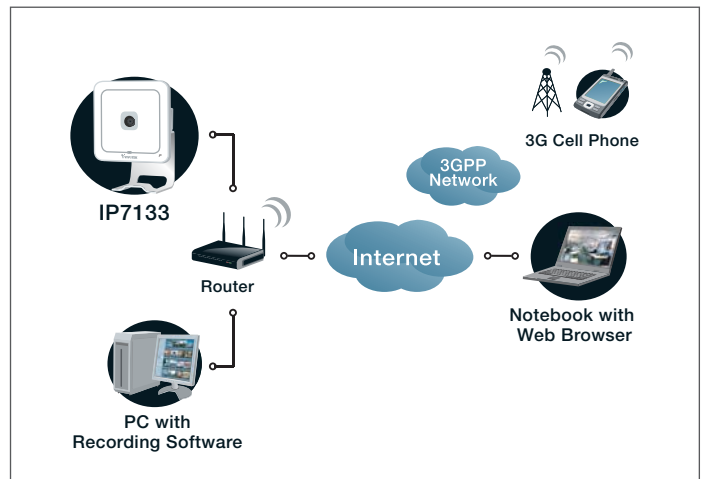 3G Cell Phone
3GPP
Network
IP7133
Internet
Router
Notebook with
Web Browser
PC with
Recording Software